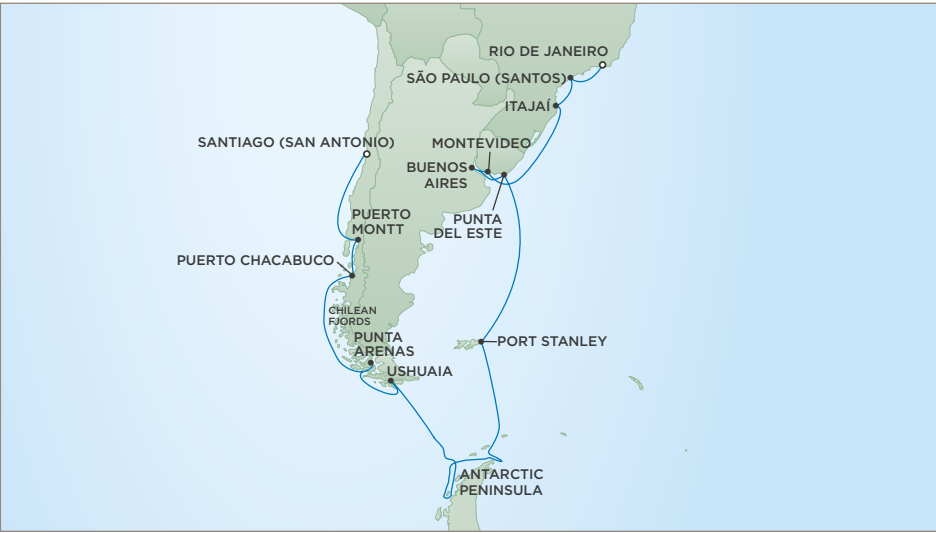 RIO DE JANEIRO
SÃO PAULO (SANTOS)
ITAJAÍ
SANTIAGO (SAN ANTONIO)
MONTEVIDEO
BUENOS
AIRES
PUNTA
DEL ESTE
PUERTO
MONTT
PUERTO CHACABUCO
CHILEAN
FJORDS
PUNTA
ARENAS
PORT STANLEY
USHUAIA
ANTARCTIC
PENINSULA